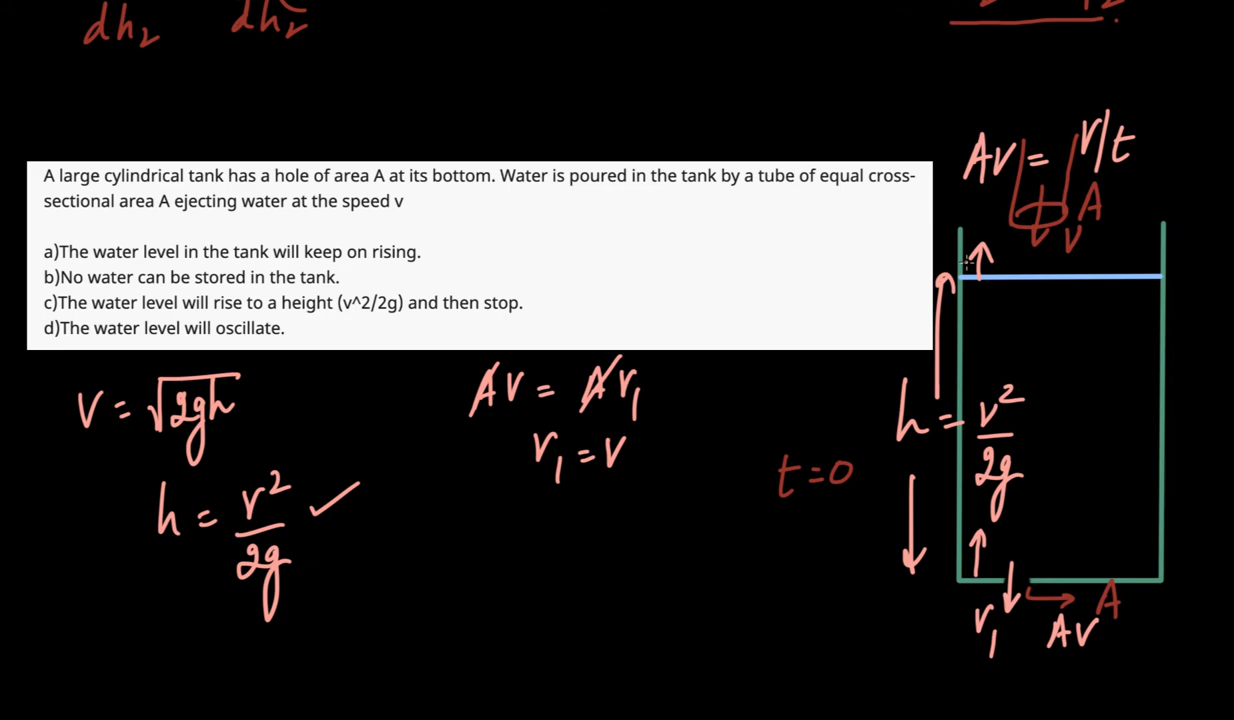 dh₂ dh₂
A large cylindrical tank has a hole of area A at its bottom. Water is poured in the tank by a tube of equal cross-
sectional area A ejecting water at the speed v
a)The water level in the tank will keep on rising.
b)No water can be stored in the tank.
c)The water level will rise to a height (v^2/2g) and then stop.
d)The water level will oscillate.
AV = V/t
A
V
V = √2gh
h = v²/2g ✓
AV = AV₁
V₁ = V
t=0
h = v²/2g
V₁
AV
A